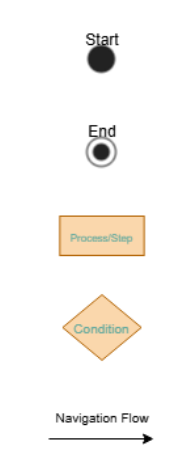 Start
End
Process/Step
Condition
Navigation Flow